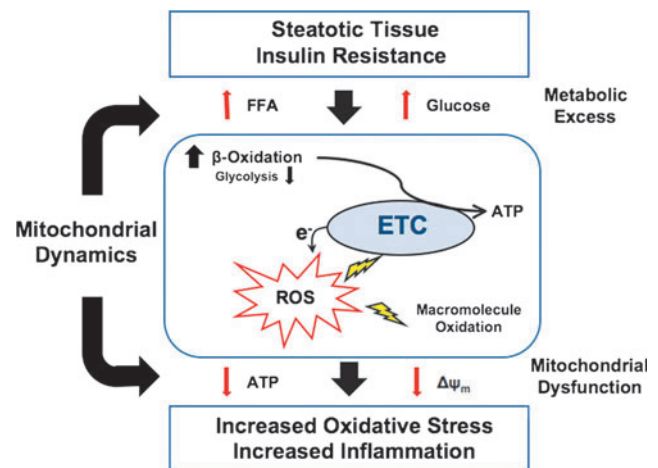 Steatotic Tissue
Insulin Resistance
FFA
Glucose
Metabolic
Excess
β-Oxidation
Glycolysis
ATP
ETC
e-
ROS
Macromolecule
Oxidation
Mitochondrial
Dynamics
ATP
Δψm
Mitochondrial
Dysfunction
Increased Oxidative Stress
Increased Inflammation